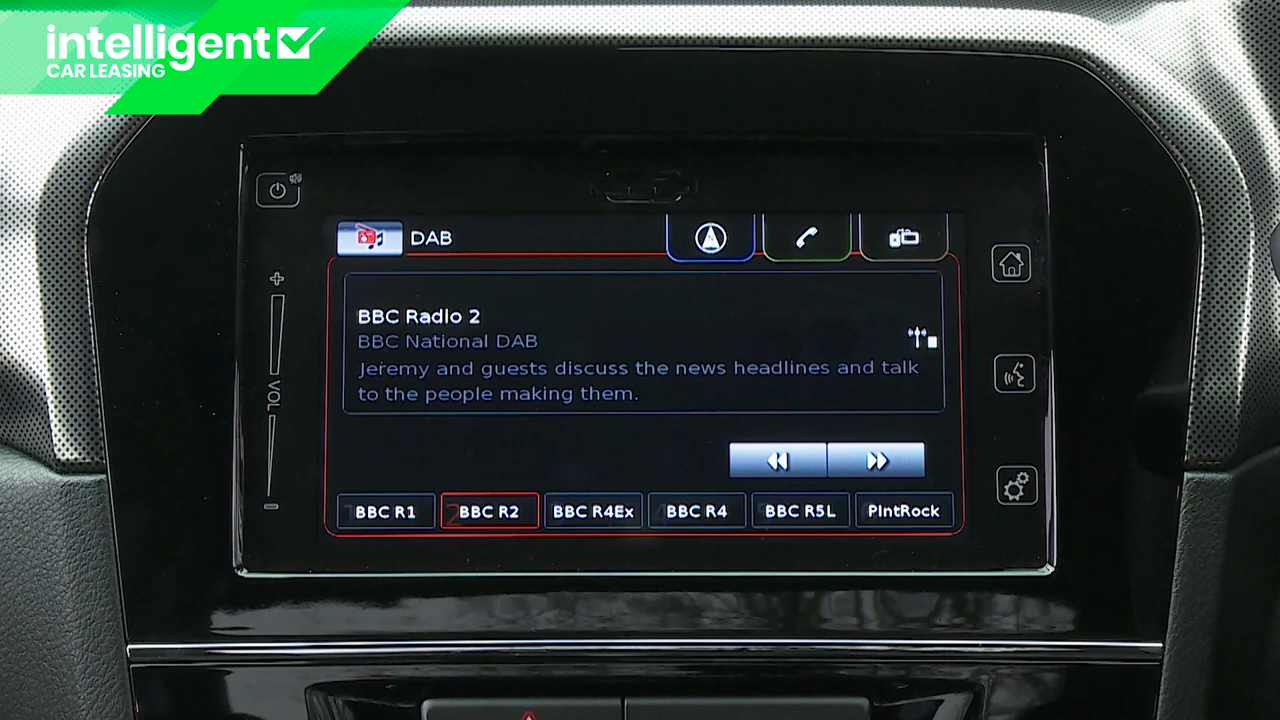 intelligent
CAR LEASING
DAB
BBC Radio 2
BBC National DAB
Jeremy and guests discuss the news headlines and talk
to the people making them.
VOL
BBC R1
2 BBC R2
BBC R4Ex
BBC R4
BBC R5L
PlntRock